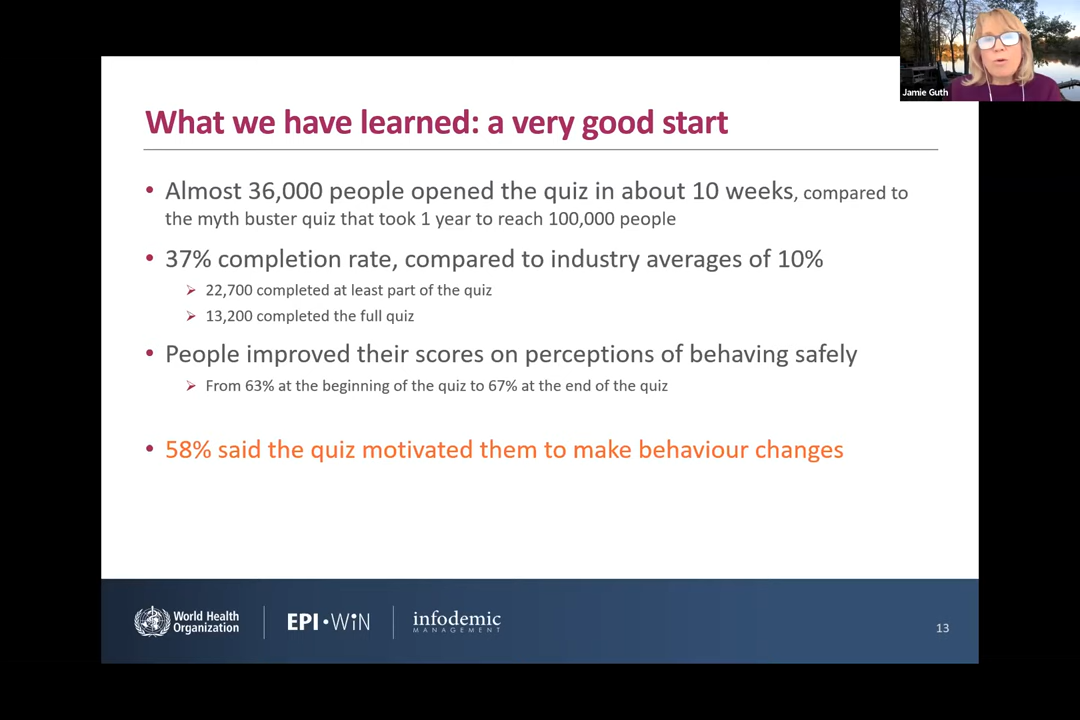 Jamie Guth
What we have learned: a very good start
• Almost 36,000 people opened the quiz in about 10 weeks, compared to
the myth buster quiz that took 1 year to reach 100,000 people
• 37% completion rate, compared to industry averages of 10%
➢ 22,700 completed at least part of the quiz
➢ 13,200 completed the full quiz
• People improved their scores on perceptions of behaving safely
➢ From 63% at the beginning of the quiz to 67% at the end of the quiz
• 58% said the quiz motivated them to make behaviour changes
World Health
Organization
EPI•WiN
infodemic
MANAGEMENT
13